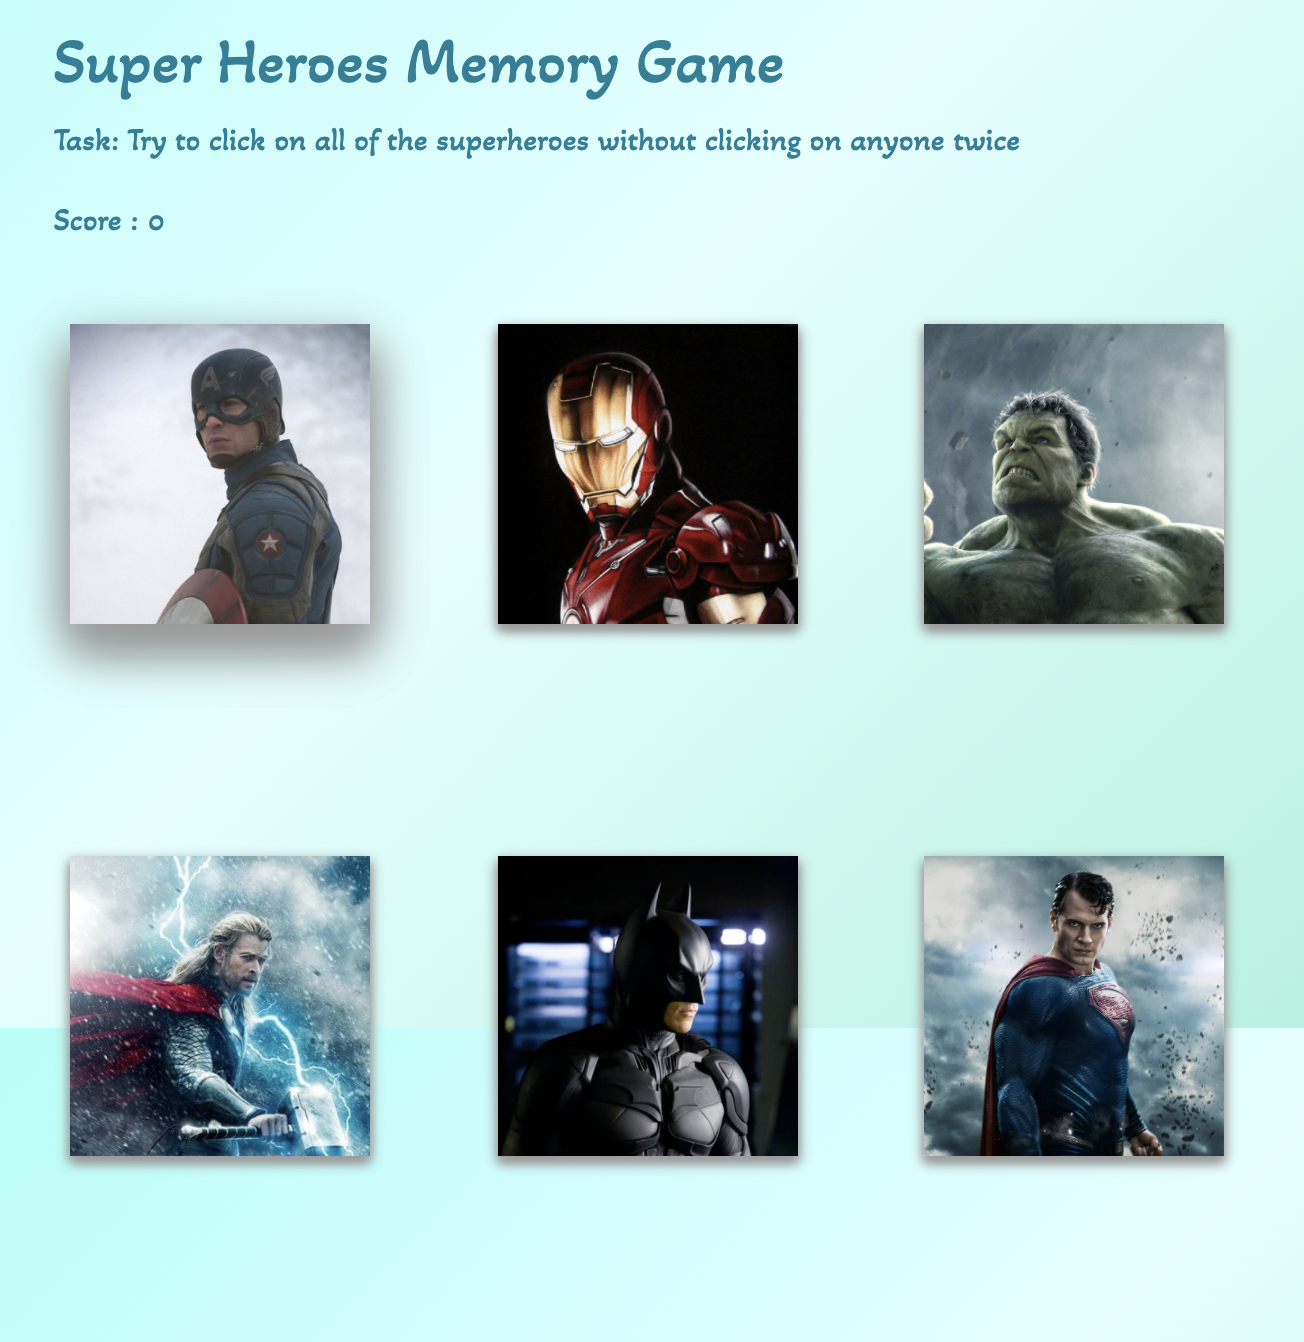 Super Heroes Memory Game
Task: Try to click on all of the superheroes without clicking on anyone twice
Score : 0
A